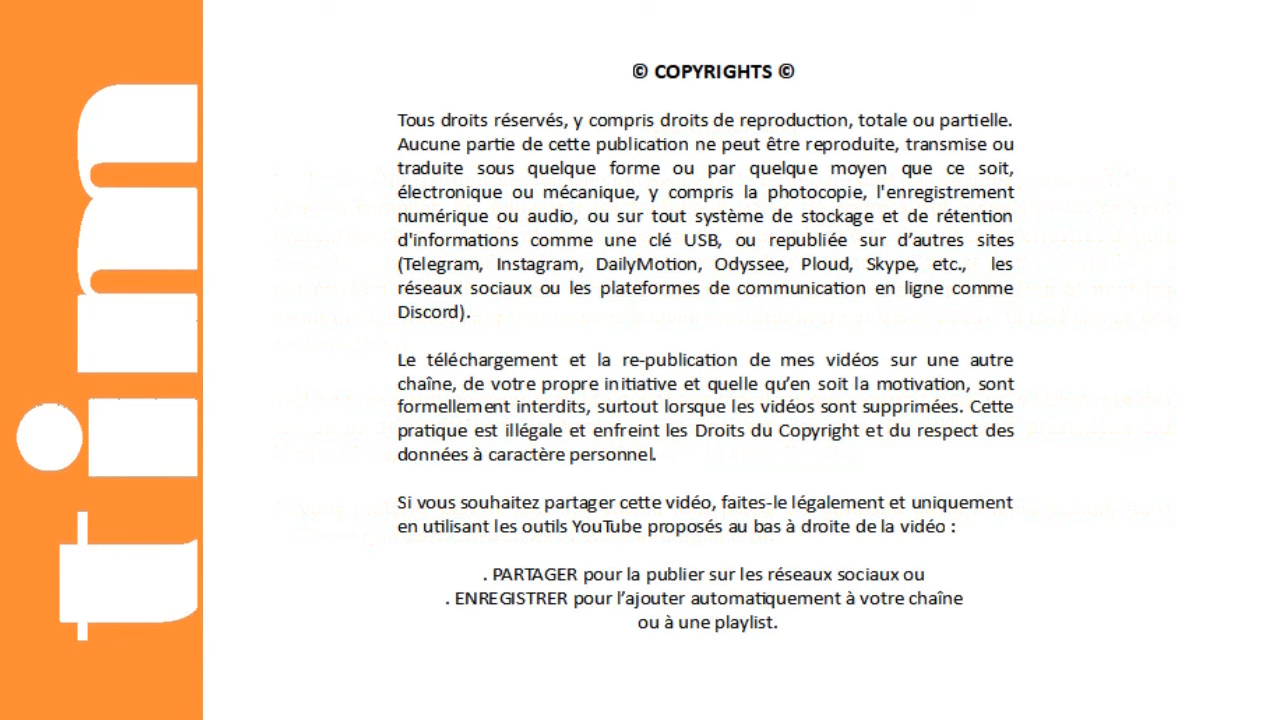 tim
© COPYRIGHTS ©
Tous droits réservés, y compris droits de reproduction, totale ou partielle.
Aucune partie de cette publication ne peut être reproduite, transmise ou
traduite sous quelque forme ou par quelque moyen que ce soit,
électronique ou mécanique, y compris la photocopie, l'enregistrement
numérique ou audio, ou sur tout système de stockage et de rétention
d'informations comme une clé USB, ou republiée sur d’autres sites
(Telegram, Instagram, DailyMotion, Odyssee, Ploud, Skype, etc., les
réseaux sociaux ou les plateformes de communication en ligne comme
Discord).
Le téléchargement et la re-publication de mes vidéos sur une autre
chaîne, de votre propre initiative et quelle qu’en soit la motivation, sont
formellement interdits, surtout lorsque les vidéos sont supprimées. Cette
pratique est illégale et enfreint les Droits du Copyright et du respect des
données à caractère personnel.
Si vous souhaitez partager cette vidéo, faites-le légalement et uniquement
en utilisant les outils YouTube proposés au bas à droite de la vidéo :
. PARTAGER pour la publier sur les réseaux sociaux ou
. ENREGISTRER pour l’ajouter automatiquement à votre chaîne
ou à une playlist.